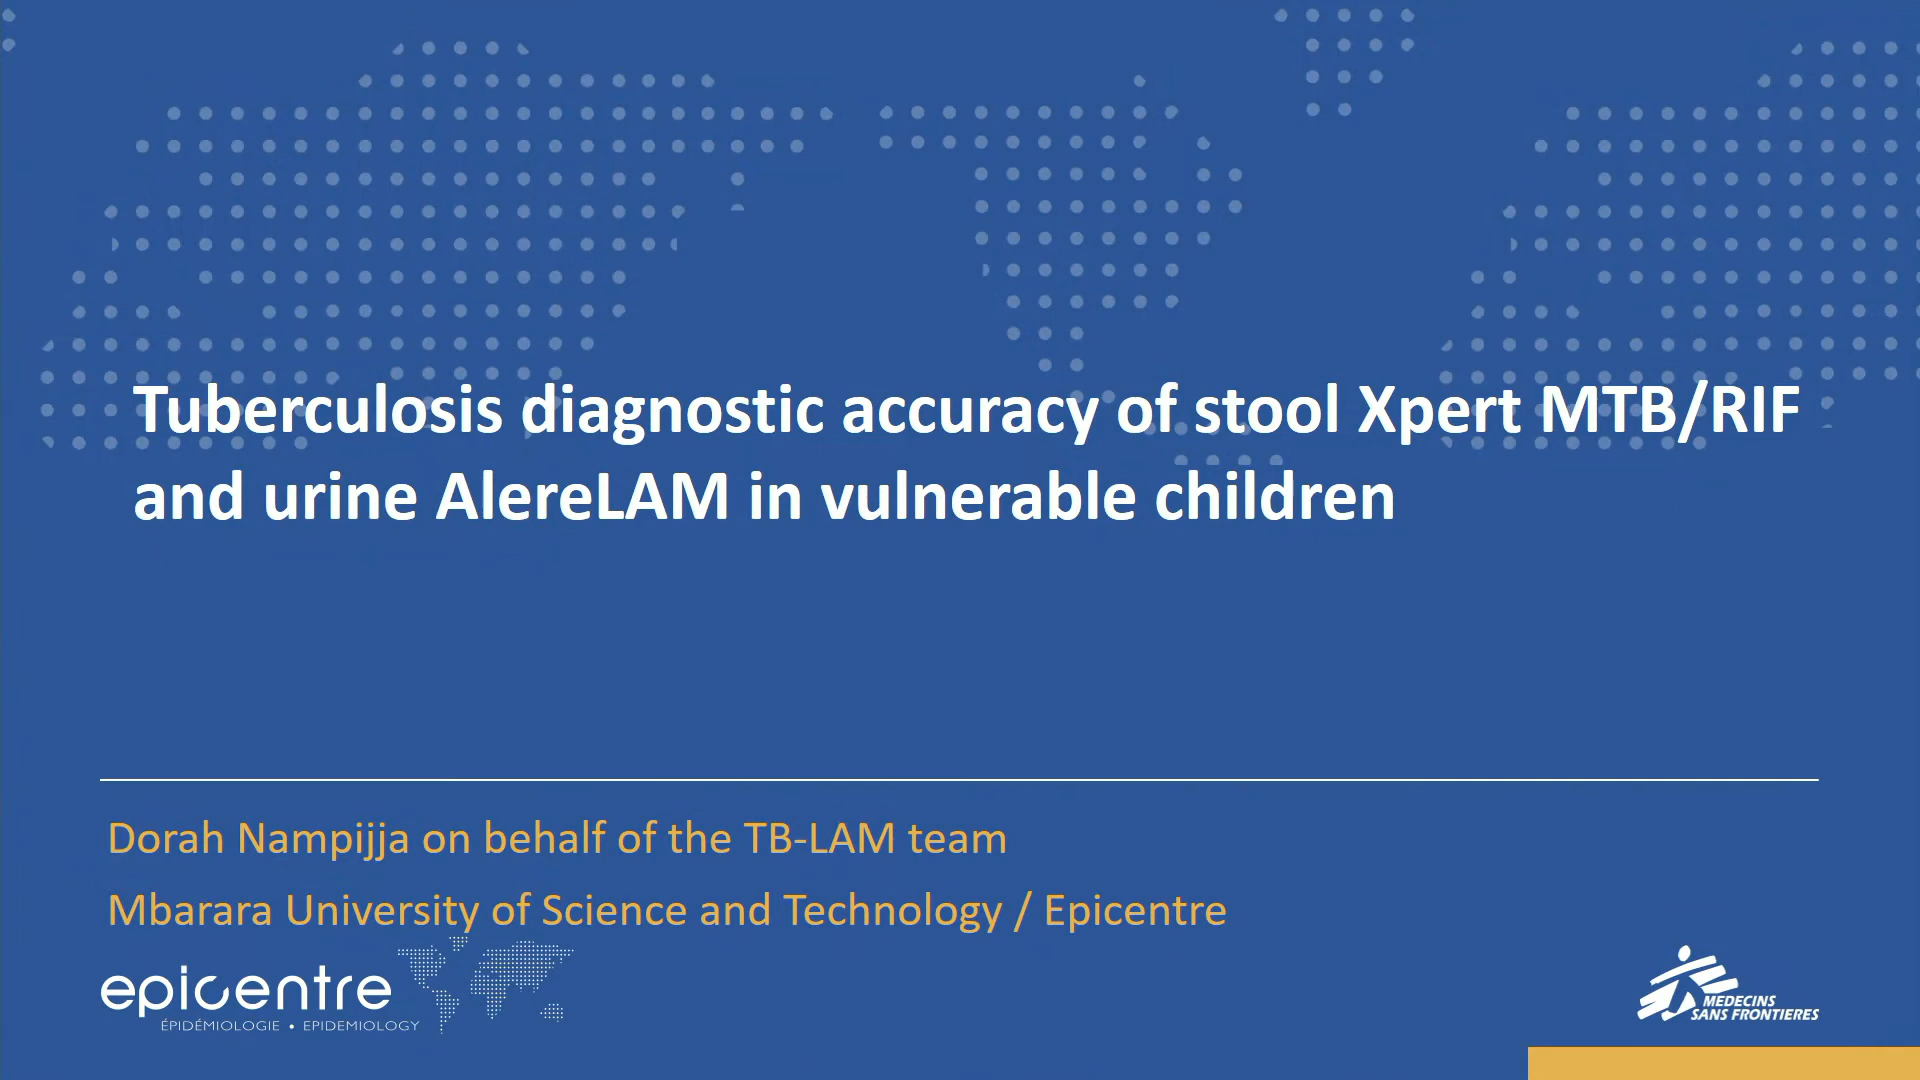 Tuberculosis diagnostic accuracy of stool Xpert MTB/RIF
and urine AlereLAM in vulnerable children
Dorah Nampijja on behalf of the TB-LAM team
Mbarara University of Science and Technology / Epicentre
epicentre
ÉPIDÉMIOLOGIE • EPIDEMIOLOGY
MEDECINS
SANS FRONTIERES